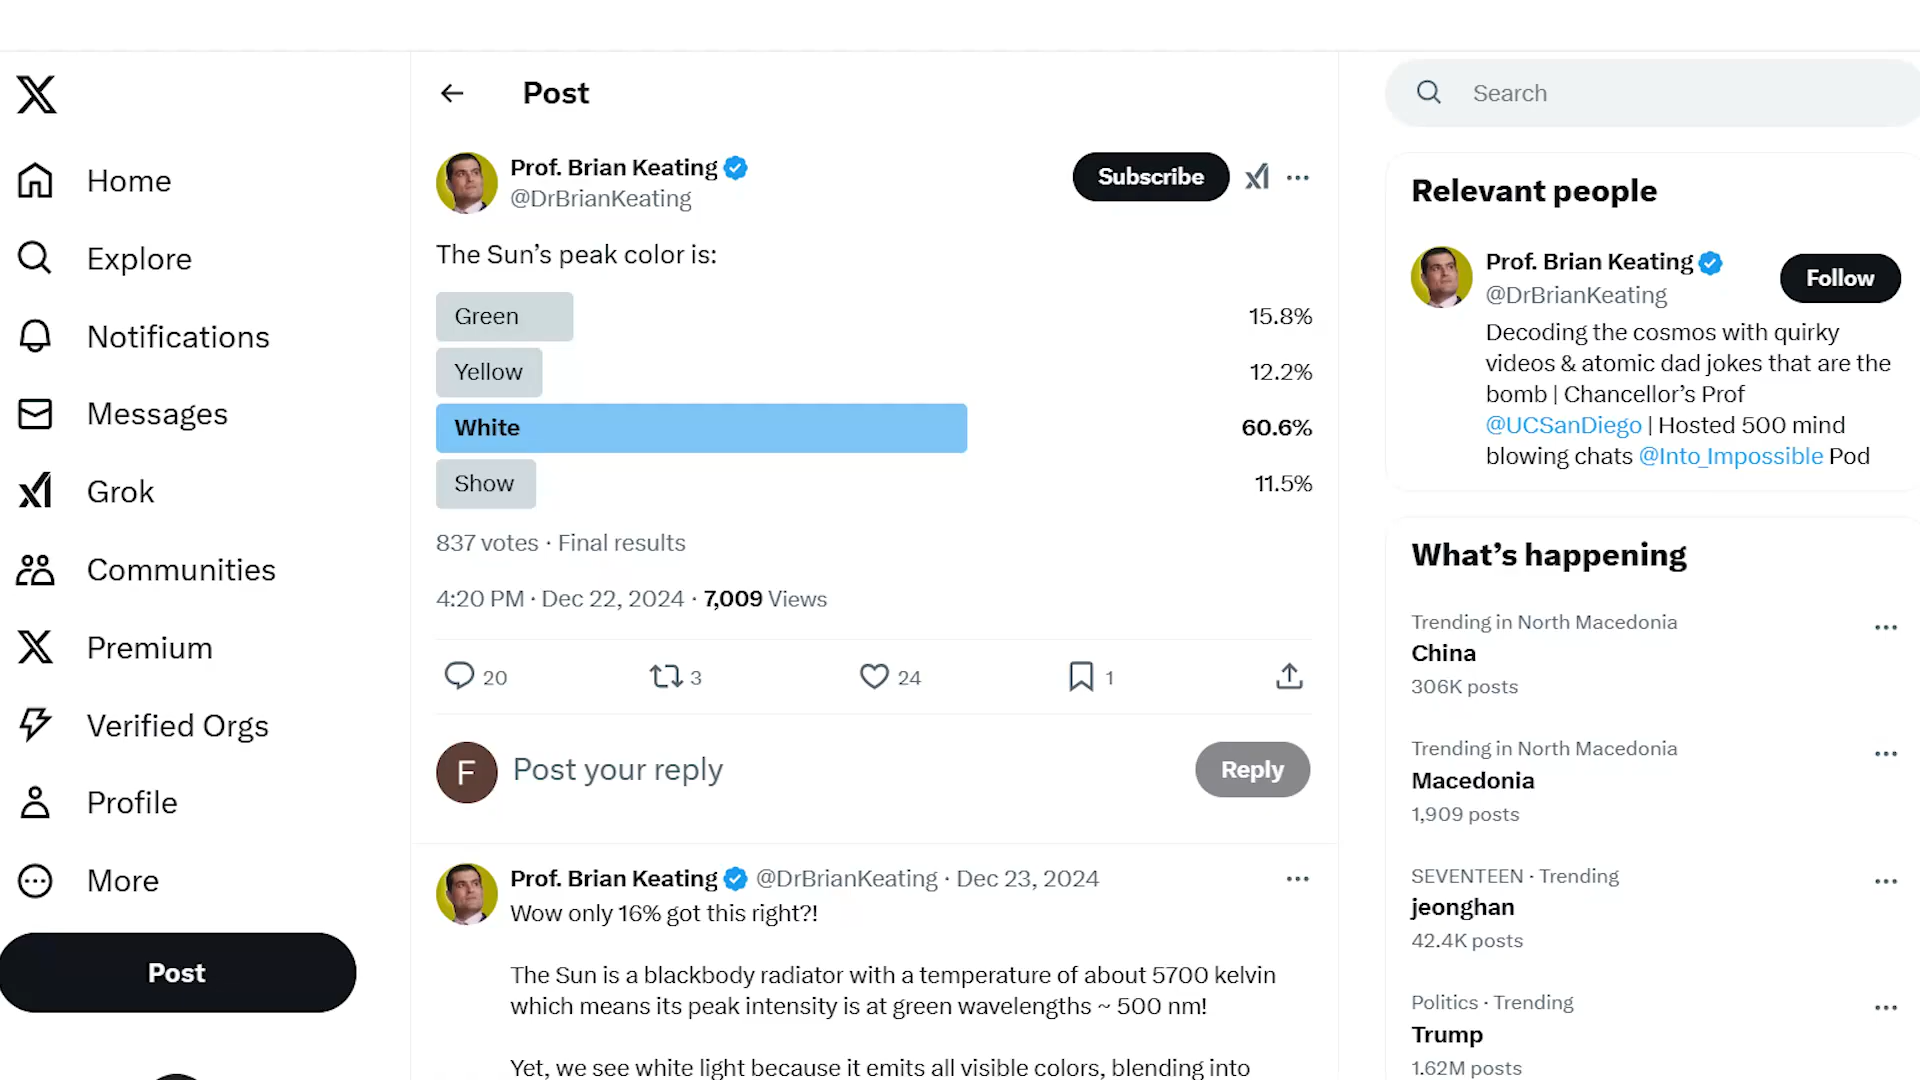 Home
Explore
Notifications
Messages
Grok
Communities
Premium
Verified Orgs
Profile
More
Post
Post
Prof. Brian Keating
@DrBrianKeating
Subscribe
The Sun’s peak color is:
Green 15.8%
Yellow 12.2%
White 60.6%
Show 11.5%
837 votes · Final results
4:20 PM · Dec 22, 2024 · 7,009 Views
20 3 24 1
F Post your reply Reply
Prof. Brian Keating @DrBrianKeating · Dec 23, 2024
Wow only 16% got this right?!
The Sun is a blackbody radiator with a temperature of about 5700 kelvin
which means its peak intensity is at green wavelengths ~ 500 nm!
Yet, we see white light because it emits all visible colors, blending into
Search
Relevant people
Prof. Brian Keating
@DrBrianKeating
Follow
Decoding the cosmos with quirky
videos & atomic dad jokes that are the
bomb | Chancellor’s Prof
@UCSanDiego | Hosted 500 mind
blowing chats @Into_Impossible Pod
What’s happening
Trending in North Macedonia
China
306K posts
Trending in North Macedonia
Macedonia
1,909 posts
SEVENTEEN · Trending
jeonghan
42.4K posts
Politics · Trending
Trump
1.62M posts